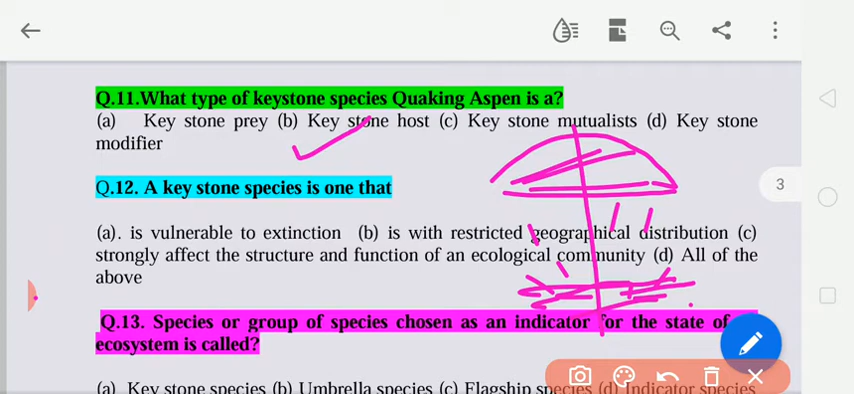 Q.11.What type of keystone species Quaking Aspen is a?
(a) Key stone prey (b) Key stone host (c) Key stone mutualists (d) Key stone
modifier
Q.12. A key stone species is one that
3
(a). is vulnerable to extinction (b) is with restricted geographical distribution (c)
strongly affect the structure and function of an ecological community (d) All of the
above
Q.13. Species or group of species chosen as an indicator for the state of
ecosystem is called?
(a) Key stone species (b) Umbrella species (c) Flagship species (d) Indicator species